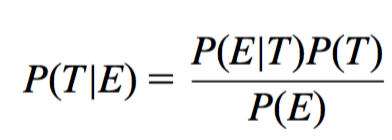 P(T|E) = P(E|T)P(T) / P(E)